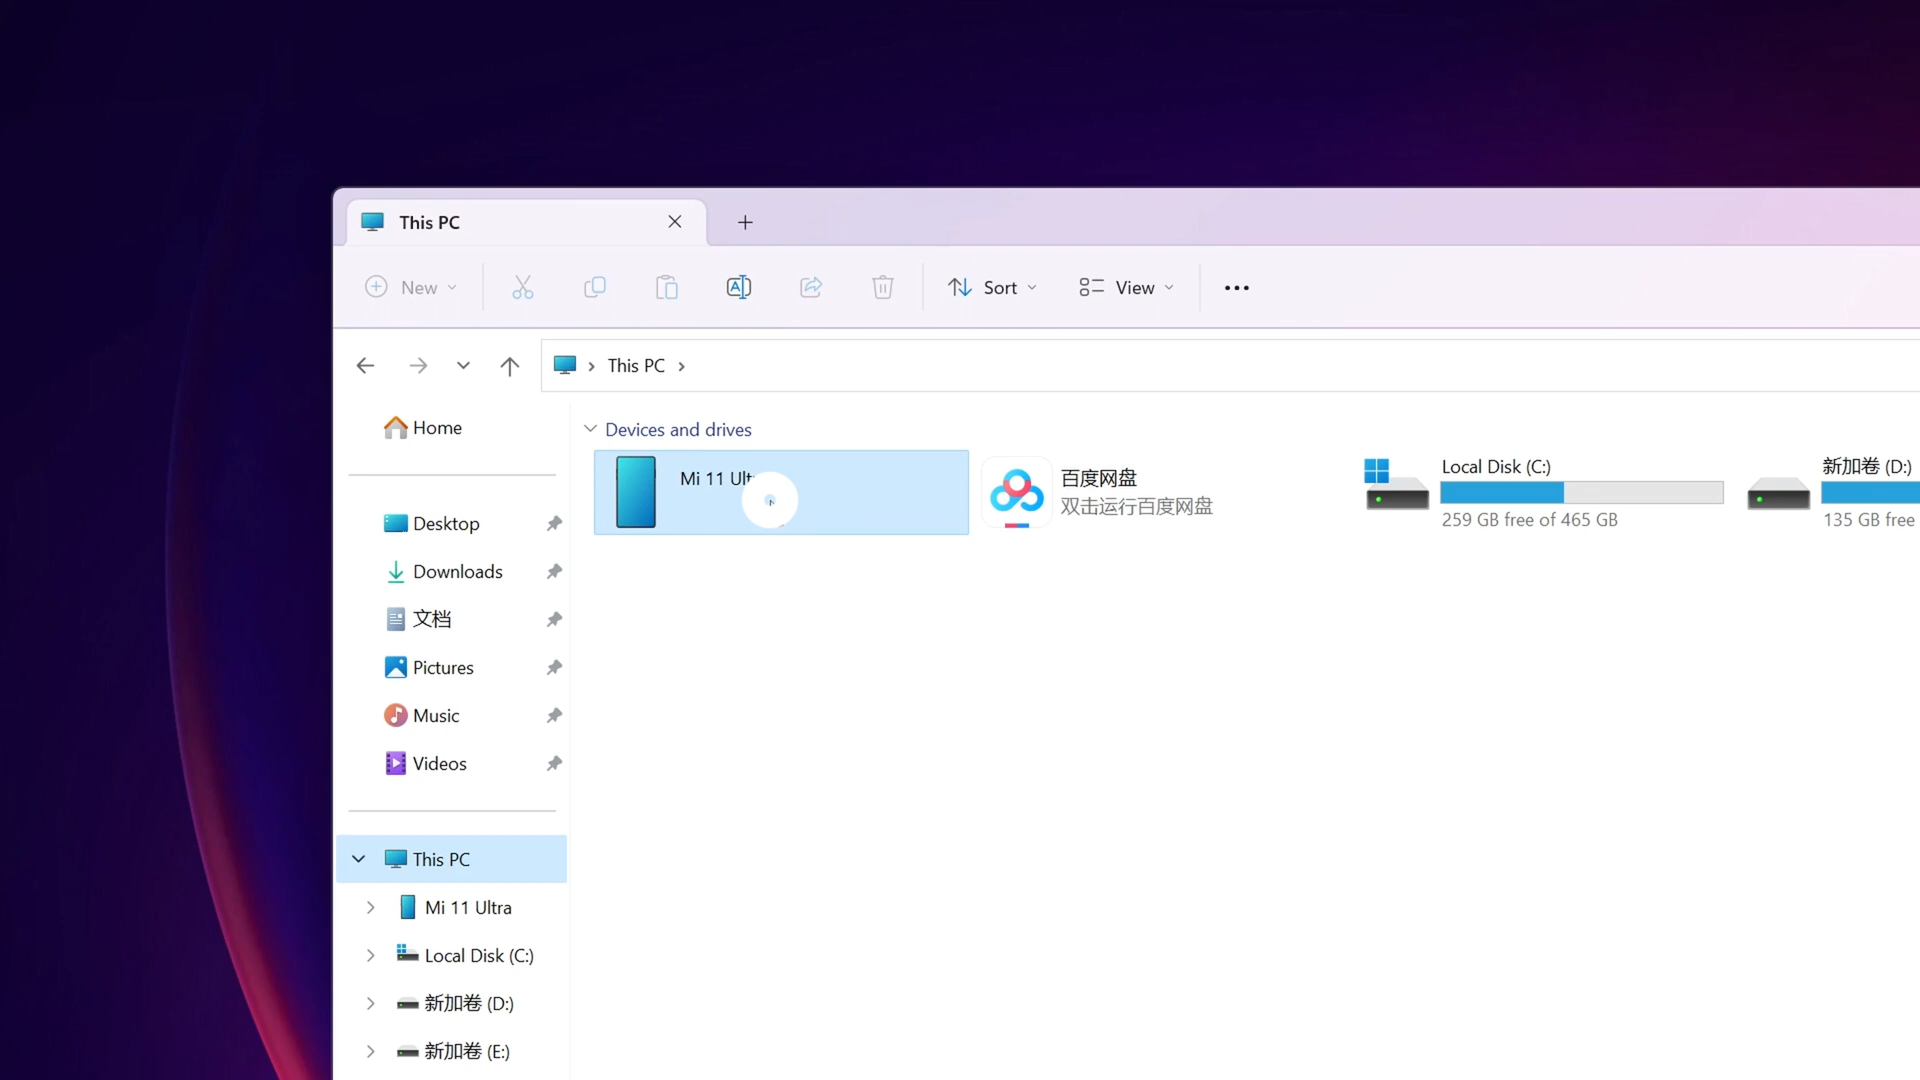 This PC
New
Sort
View
This PC
Home
Desktop
Downloads
文档
Pictures
Music
Videos
This PC
Mi 11 Ultra
Local Disk (C:)
新加卷 (D:)
新加卷 (E:)
Devices and drives
Mi 11 Ult
百度网盘
双击运行百度网盘
Local Disk (C:)
259 GB free of 465 GB
新加卷 (D:)
135 GB free